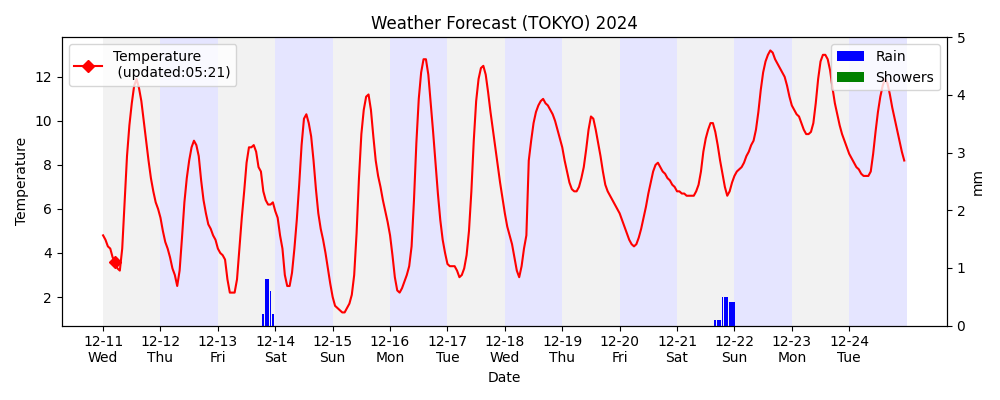 Weather Forecast (TOKYO) 2024
Temperature
(updated:05:21)
Rain
Showers
Temperature
12
10
8
6
4
2
5
4
3
2
1
0
mm
12-11 12-12 12-13 12-14 12-15 12-16 12-17 12-18 12-19 12-20 12-21 12-22 12-23 12-24
Wed Thu Fri Sat Sun Mon Tue Wed Thu Fri Sat Sun Mon Tue
Date